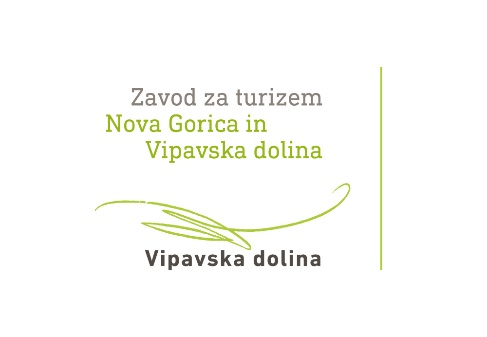 Zavod za turizem
Nova Gorica in
Vipavska dolina
Vipavska dolina